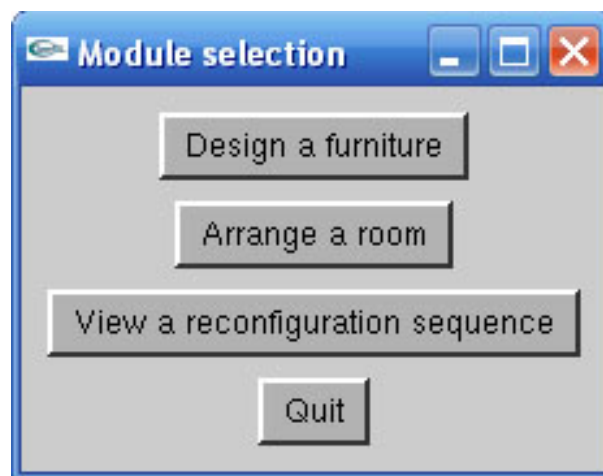 Module selection
Design a furniture
Arrange a room
View a reconfiguration sequence
Quit